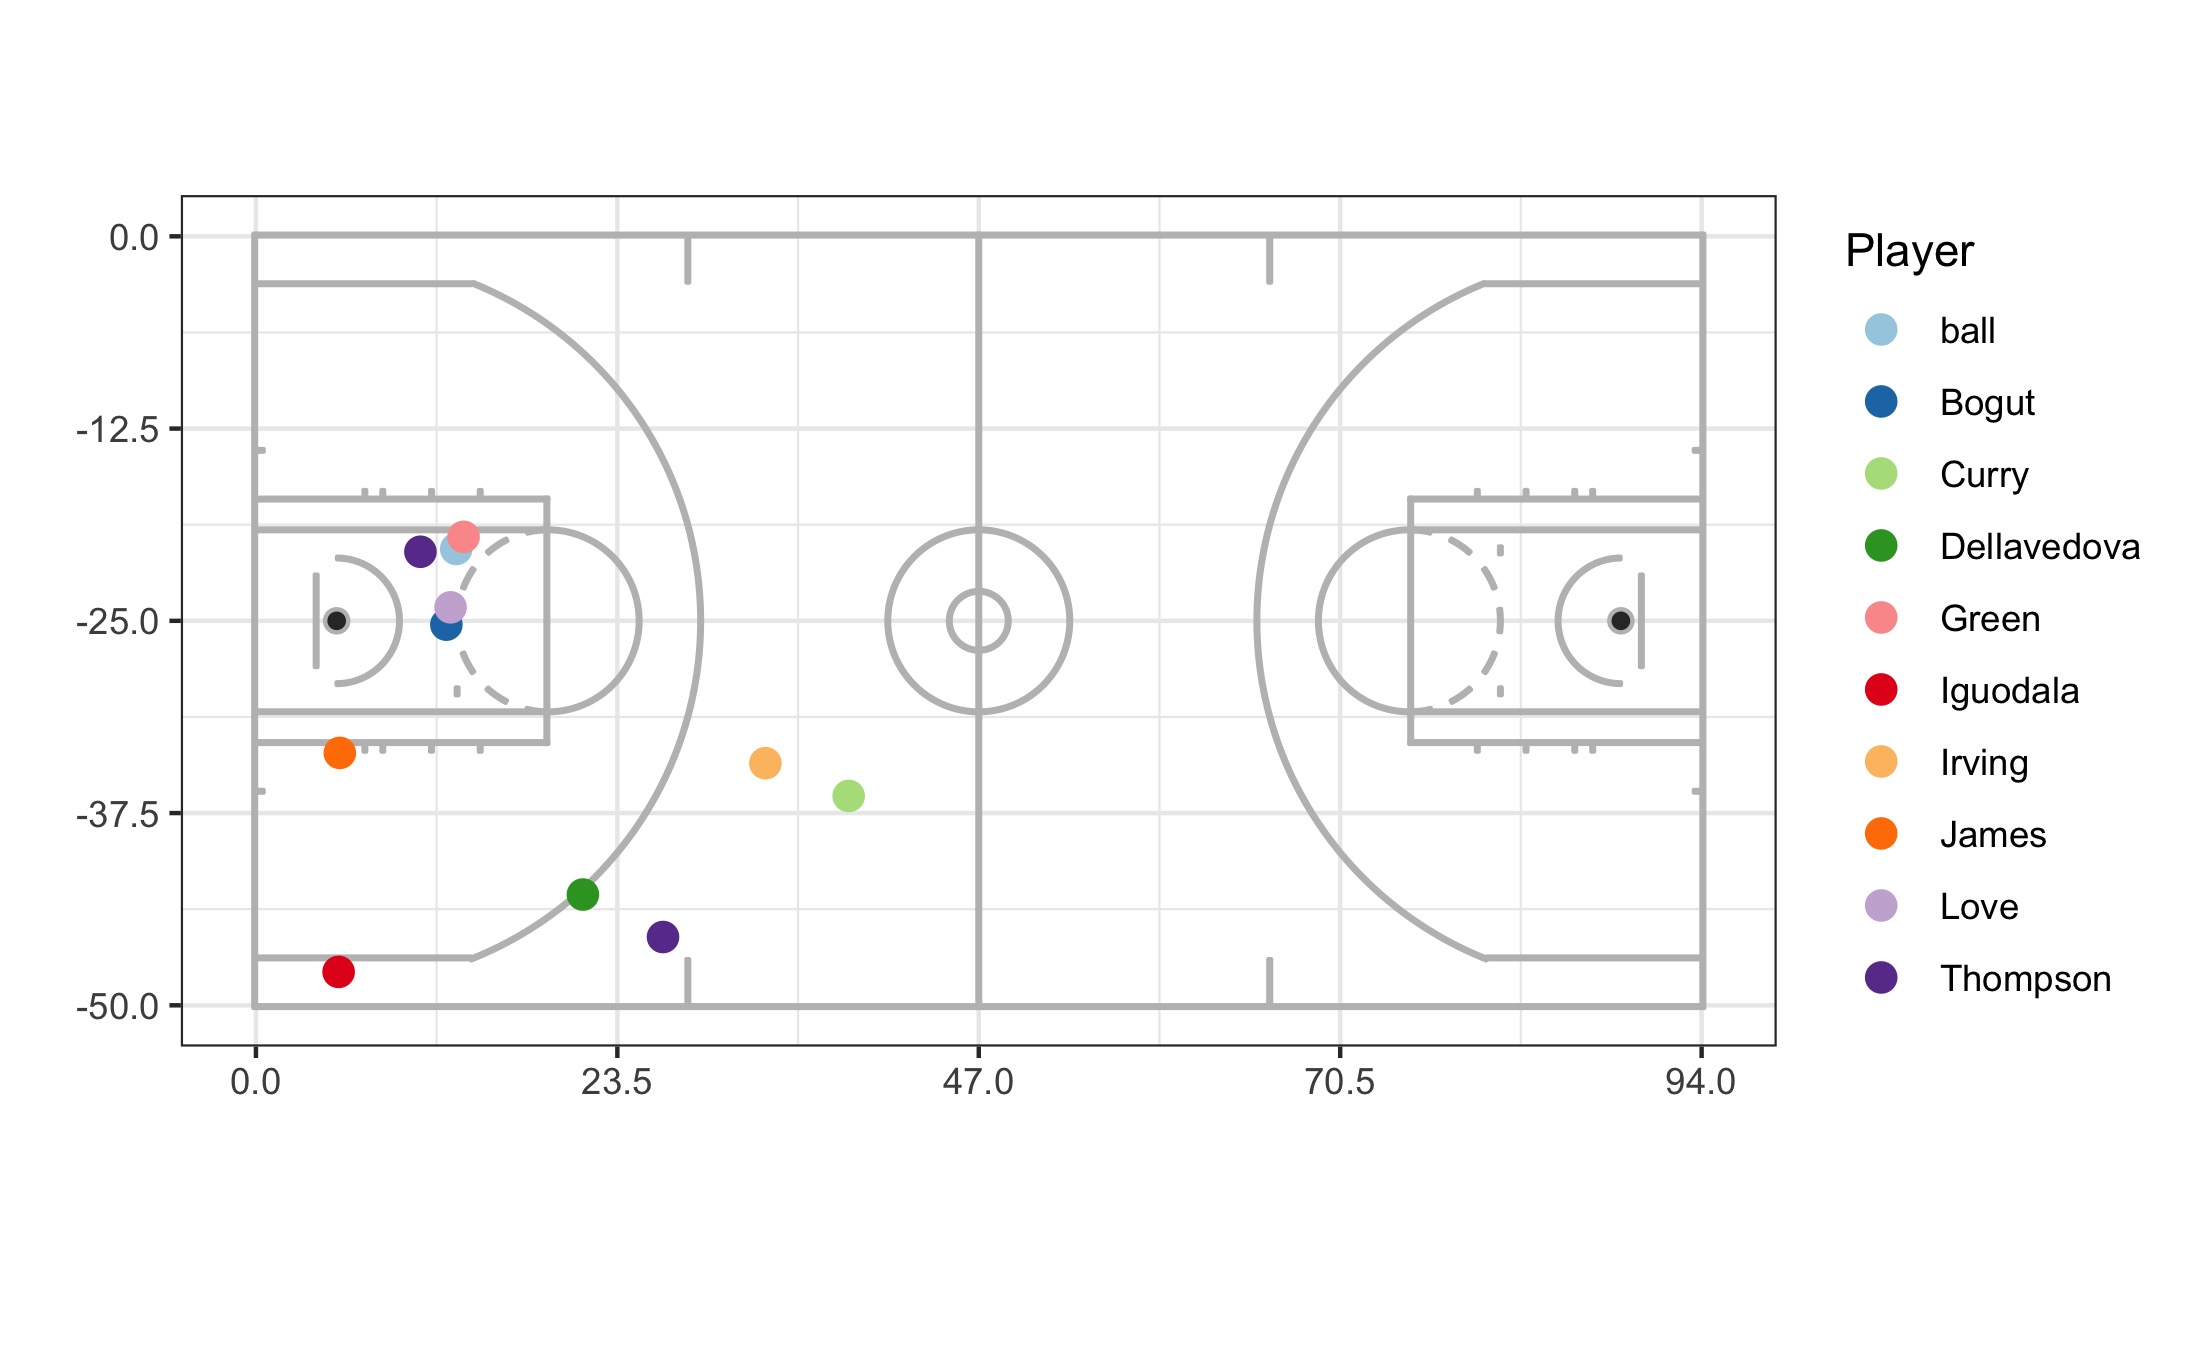 0.0
-12.5
-25.0
-37.5
-50.0
0.0 23.5 47.0 70.5 94.0
Player
ball
Bogut
Curry
Dellavedova
Green
Iguodala
Irving
James
Love
Thompson